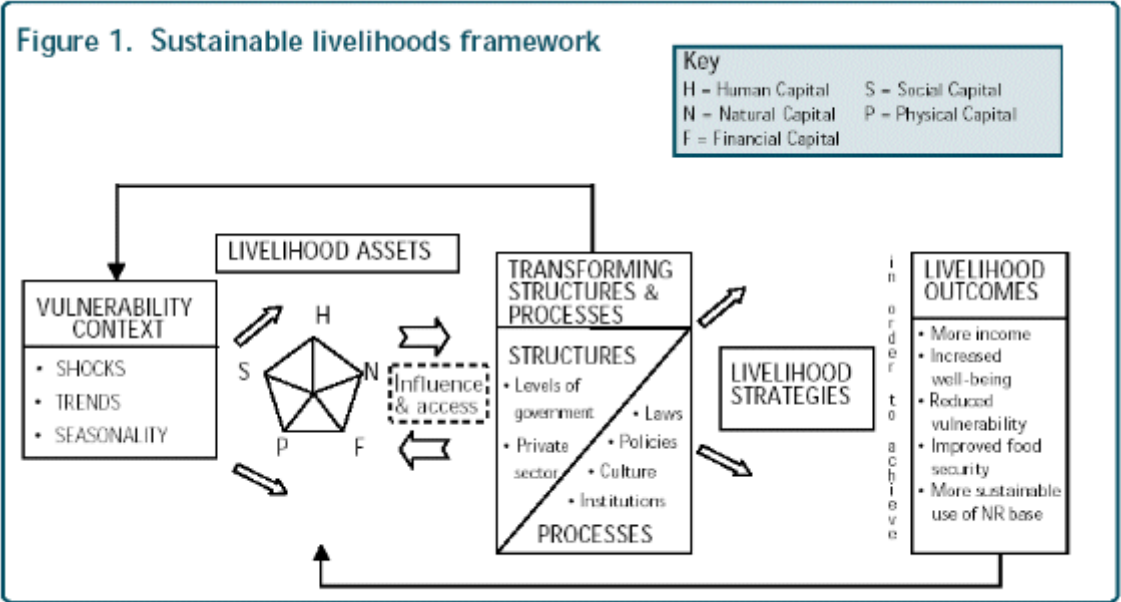 Figure 1. Sustainable livelihoods framework
Key
H = Human Capital S = Social Capital
N = Natural Capital P = Physical Capital
F = Financial Capital
LIVELIHOOD ASSETS
VULNERABILITY
CONTEXT
• SHOCKS
• TRENDS
• SEASONALITY
H
S
N
P
F
Influence
& access
TRANSFORMING
STRUCTURES &
PROCESSES
STRUCTURES
• Levels of
government
• Private
sector
• Laws
• Policies
• Culture
• Institutions
PROCESSES
LIVELIHOOD
STRATEGIES
in order to achieve
LIVELIHOOD
OUTCOMES
• More income
• Increased
well-being
• Reduced
vulnerability
• Improved food
security
• More sustainable
use of NR base